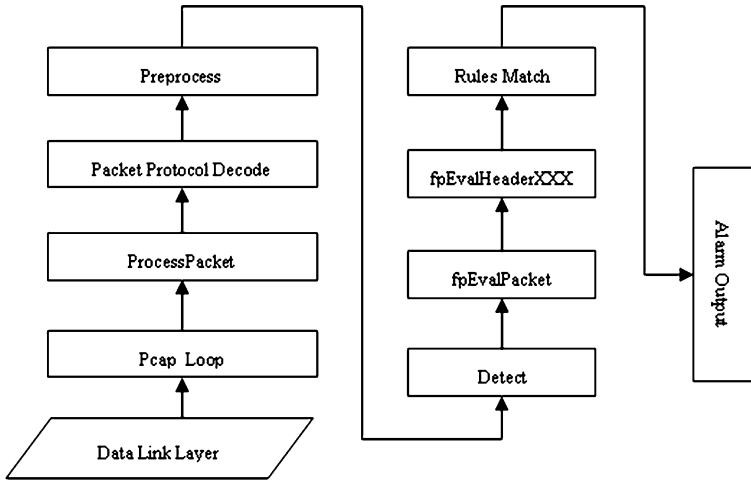 Preprocess
Packet Protocol Decode
ProcessPacket
Pcap Loop
Data Link Layer
Rules Match
fpEvalHeaderXXX
fpEvalPacket
Detect
Alarm Output